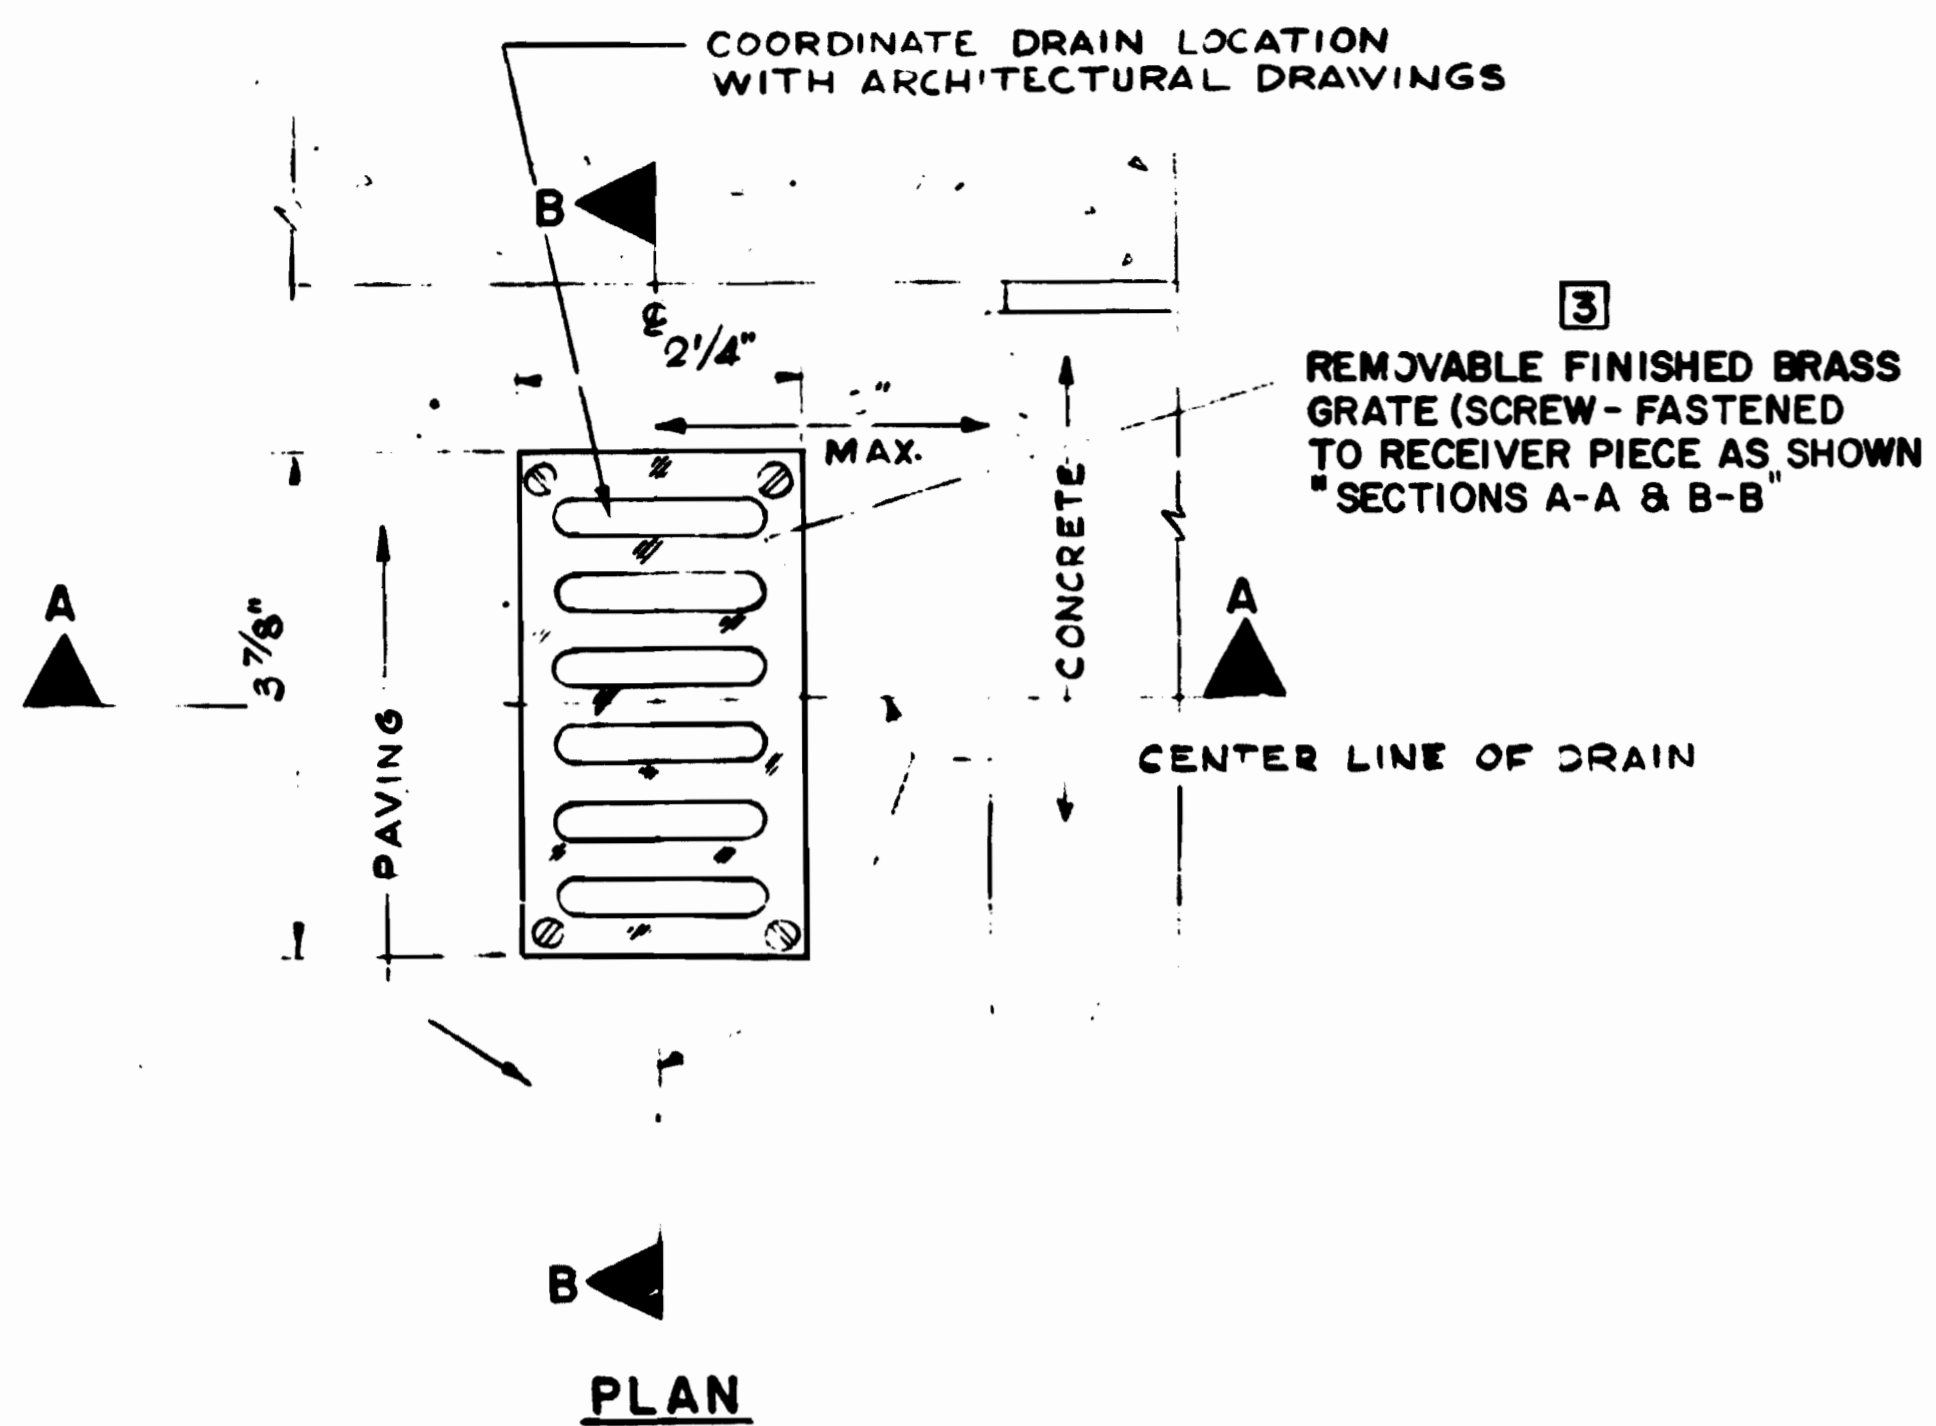 COORDINATE DRAIN LOCATION
WITH ARCHITECTURAL DRAWINGS
B
℄
2 1/4"
MAX.
3
REMOVABLE FINISHED BRASS
GRATE (SCREW-FASTENED
TO RECEIVER PIECE AS SHOWN
"SECTIONS A-A & B-B"
CONCRETE
A
3 7/8"
A
PAVING
CENTER LINE OF DRAIN
B
PLAN